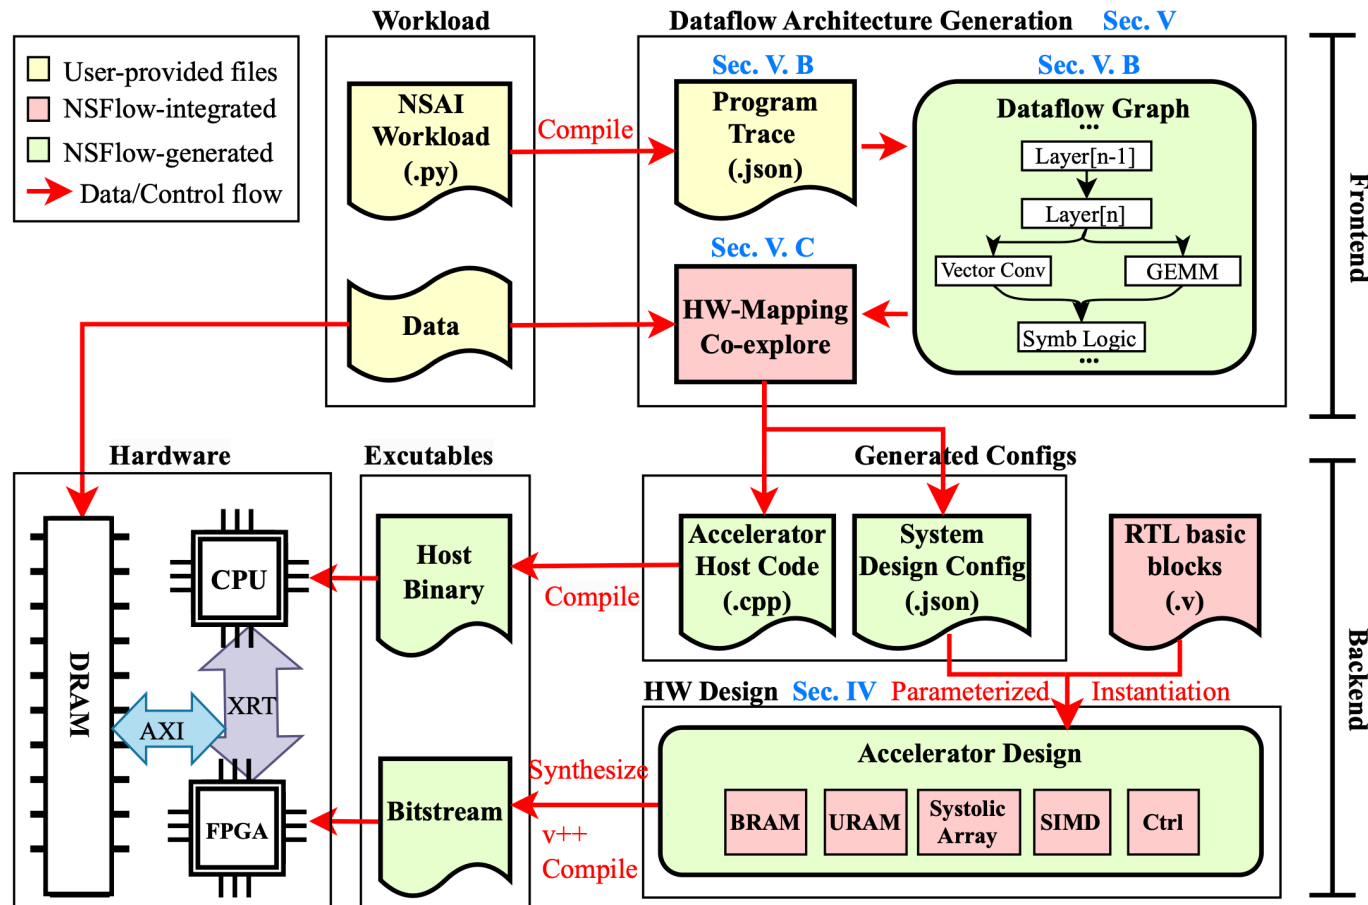 Workload
Dataflow Architecture Generation Sec. V
User-provided files
NSFlow-integrated
NSFlow-generated
Data/Control flow
NSAI
Workload
(.py)
Compile
Sec. V. B
Program
Trace
(.json)
Sec. V. B
Dataflow Graph
...
Layer[n-1]
Layer[n]
Vector Conv
GEMM
Symb Logic
...
Data
Sec. V. C
HW-Mapping
Co-explore
Frontend
Hardware
Excutables
Generated Configs
DRAM
CPU
XRT
AXI
FPGA
Host
Binary
Compile
Accelerator
Host Code
(.cpp)
System
Design Config
(.json)
RTL basic
blocks
(.v)
Backend
HW Design Sec. IV Parameterized Instantiation
Bitstream
Synthesize
v++
Compile
Accelerator Design
BRAM
URAM
Systolic
Array
SIMD
Ctrl